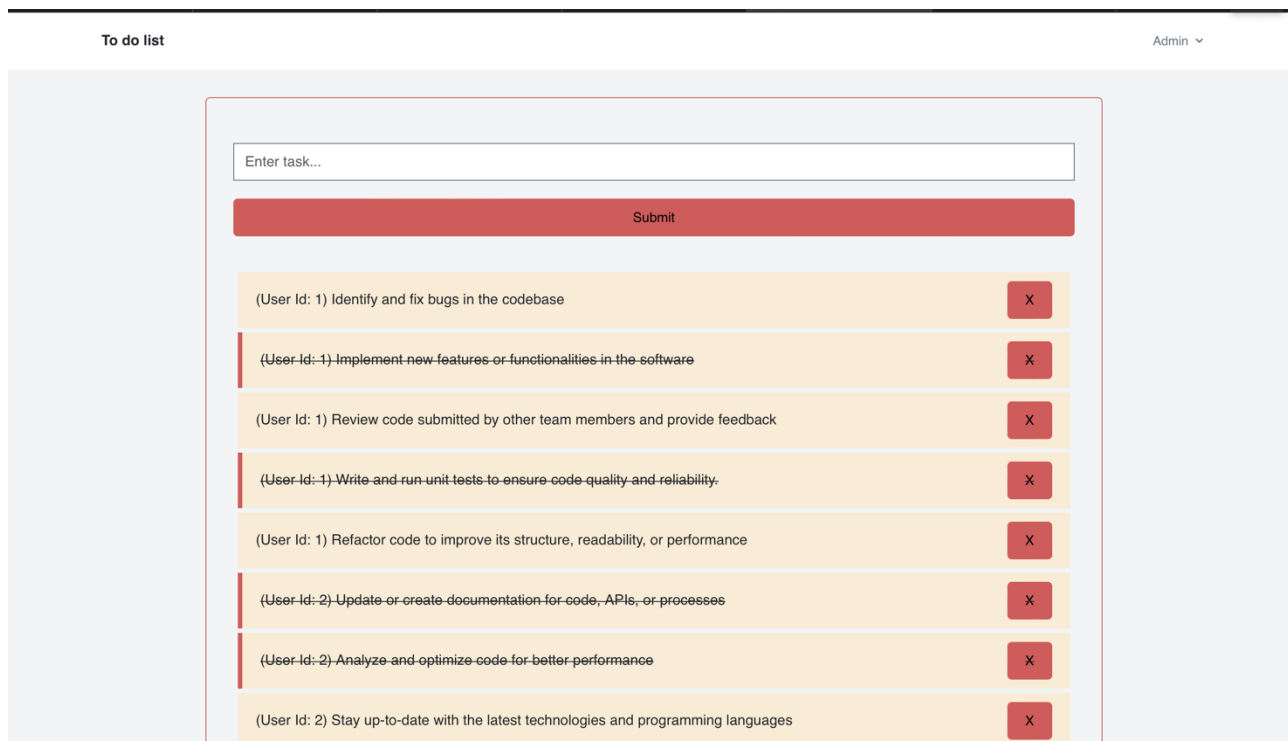 To do list
Admin
Enter task...
Submit
(User Id: 1) Identify and fix bugs in the codebase X
(User Id: 1) Implement new features or functionalities in the software X
(User Id: 1) Review code submitted by other team members and provide feedback X
(User Id: 1) Write and run unit tests to ensure code quality and reliability. X
(User Id: 1) Refactor code to improve its structure, readability, or performance X
(User Id: 2) Update or create documentation for code, APIs, or processes X
(User Id: 2) Analyze and optimize code for better performance X
(User Id: 2) Stay up-to-date with the latest technologies and programming languages X